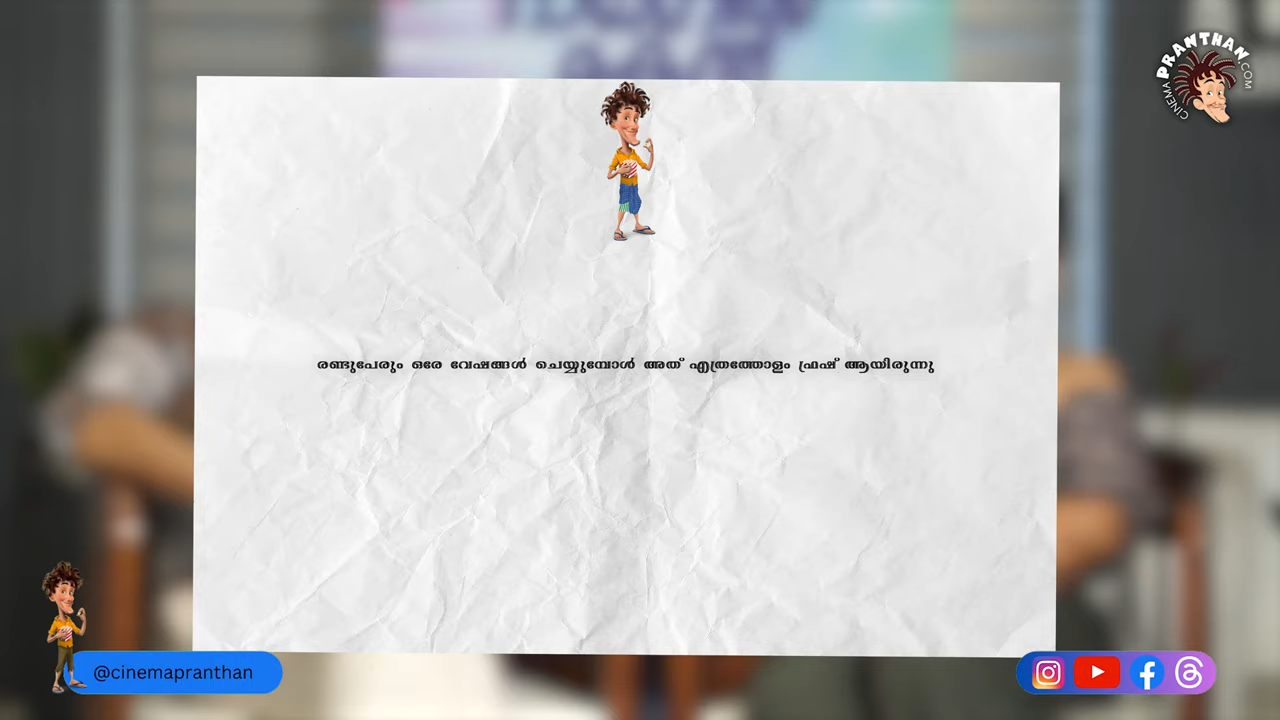 CINEMA PRANTHAN.COM
രണ്ടുപേരും ഒരേ വേഷങ്ങൾ ചെയ്യുമ്പോൾ അത് എത്രത്തോളം ഫ്രഷ് ആയിരുന്നു
@cinemapranthan